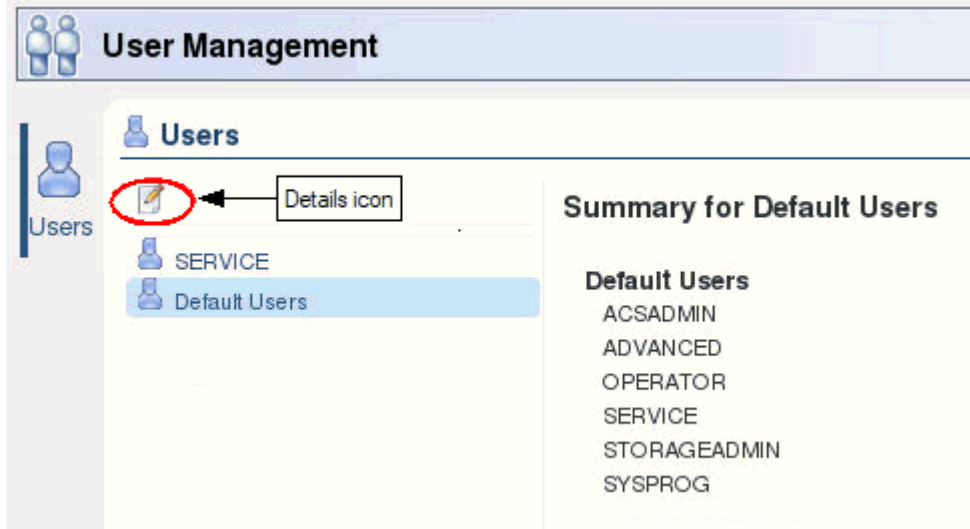 User Management
Users
Users
Details icon
SERVICE
Default Users
Summary for Default Users
Default Users
ACSADMIN
ADVANCED
OPERATOR
SERVICE
STORAGEADMIN
SYSPROG